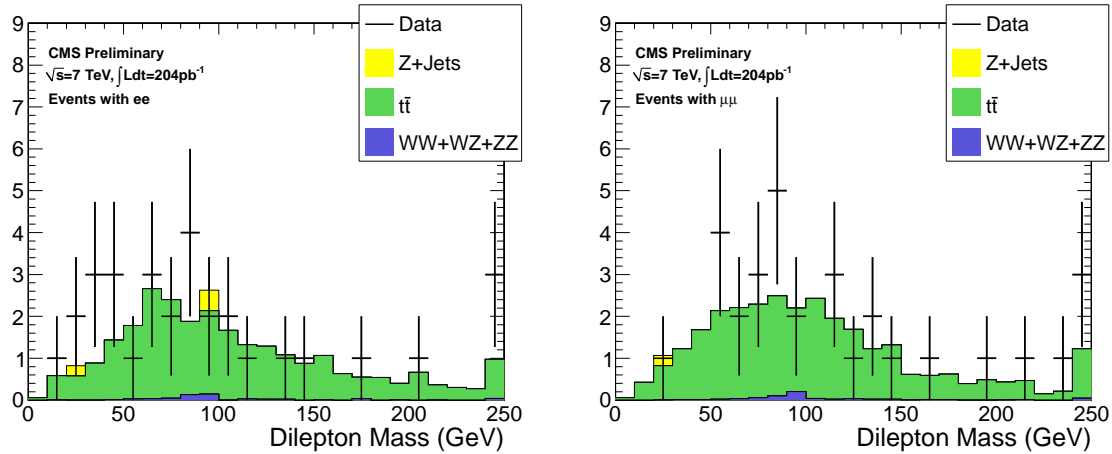 9
8
7
6
5
4
3
2
1
0
CMS Preliminary
√s=7 TeV, ∫Ldt=204pb⁻¹
Events with ee
Data
Z+Jets
tt̄
WW+WZ+ZZ
0 50 100 150 200 250
Dilepton Mass (GeV)
9
8
7
6
5
4
3
2
1
0
CMS Preliminary
√s=7 TeV, ∫Ldt=204pb⁻¹
Events with μμ
Data
Z+Jets
tt̄
WW+WZ+ZZ
0 50 100 150 200 250
Dilepton Mass (GeV)